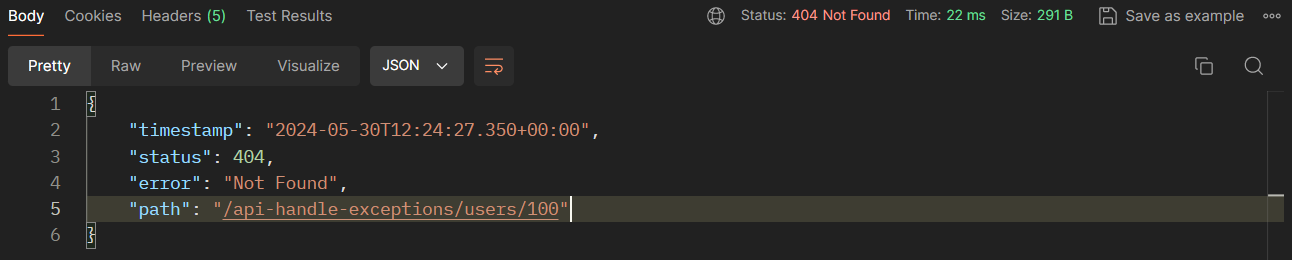 Body Cookies Headers (5) Test Results Status: 404 Not Found Time: 22 ms Size: 291 B Save as example
Pretty Raw Preview Visualize JSON
1 {
2 "timestamp": "2024-05-30T12:24:27.350+00:00",
3 "status": 404,
4 "error": "Not Found",
5 "path": "/api-handle-exceptions/users/100"
6 }